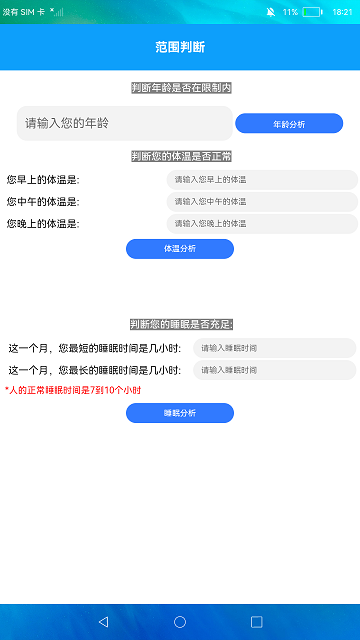 没有 SIM 卡 11% 18:21
范围判断
判断年龄是否在限制内
请输入您的年龄 年龄分析
判断您的体温是否正常
您早上的体温是: 请输入您早上的体温
您中午的体温是: 请输入您中午的体温
您晚上的体温是: 请输入您晚上的体温
体温分析
判断您的睡眠是否充足:
这一个月，您最短的睡眠时间是几小时: 请输入睡眠时间
这一个月，您最长的睡眠时间是几小时: 请输入睡眠时间
*人的正常睡眠时间是7到10个小时
睡眠分析